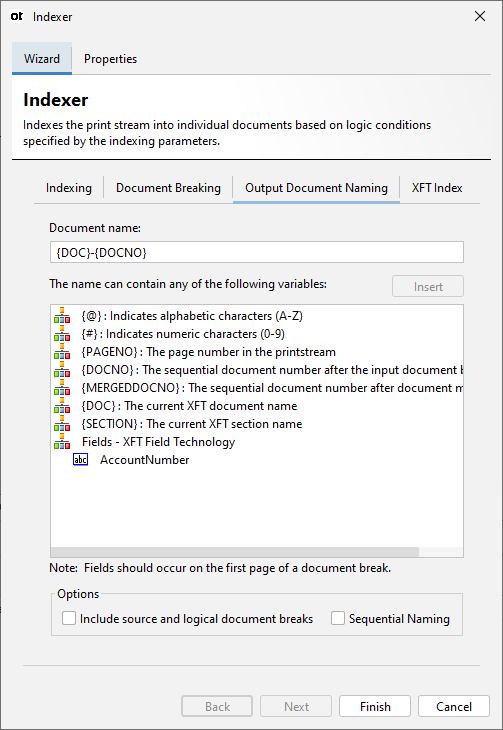 ot Indexer
Wizard Properties
Indexer
Indexes the print stream into individual documents based on logic conditions
specified by the indexing parameters.
Indexing Document Breaking Output Document Naming XFT Index
Document name:
{DOC}-{DOCNO}
The name can contain any of the following variables: Insert
{@} : Indicates alphabetic characters (A-Z)
{#} : Indicates numeric characters (0-9)
{PAGENO} : The page number in the printstream
{DOCNO} : The sequential document number after the input document
{MERGEDDOCNO} : The sequential document number after document
{DOC} : The current XFT document name
{SECTION} : The current XFT section name
Fields - XFT Field Technology
abc AccountNumber
Note: Fields should occur on the first page of a document break.
Options
Include source and logical document breaks Sequential Naming
Back Next Finish Cancel